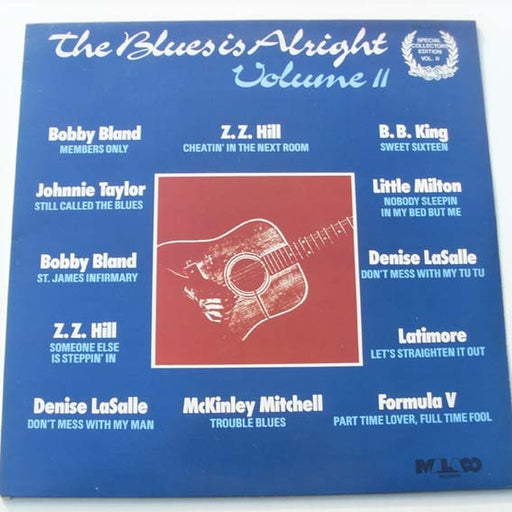 The Blues is Alright
Volume II
SPECIAL
COLLECTORS
EDITION
VOL. II
Bobby Bland
MEMBERS ONLY
Z. Z. Hill
CHEATIN' IN THE NEXT ROOM
B. B. King
SWEET SIXTEEN
Johnnie Taylor
STILL CALLED THE BLUES
Little Milton
NOBODY SLEEPIN
IN MY BED BUT ME
Bobby Bland
ST. JAMES INFIRMARY
Denise LaSalle
DON'T MESS WITH MY TU TU
Z. Z. Hill
SOMEONE ELSE
IS STEPPIN' IN
Latimore
LET'S STRAIGHTEN IT OUT
Denise LaSalle
DON'T MESS WITH MY MAN
McKinley Mitchell
TROUBLE BLUES
Formula V
PART TIME LOVER, FULL TIME FOOL
MALACO
RECORDS